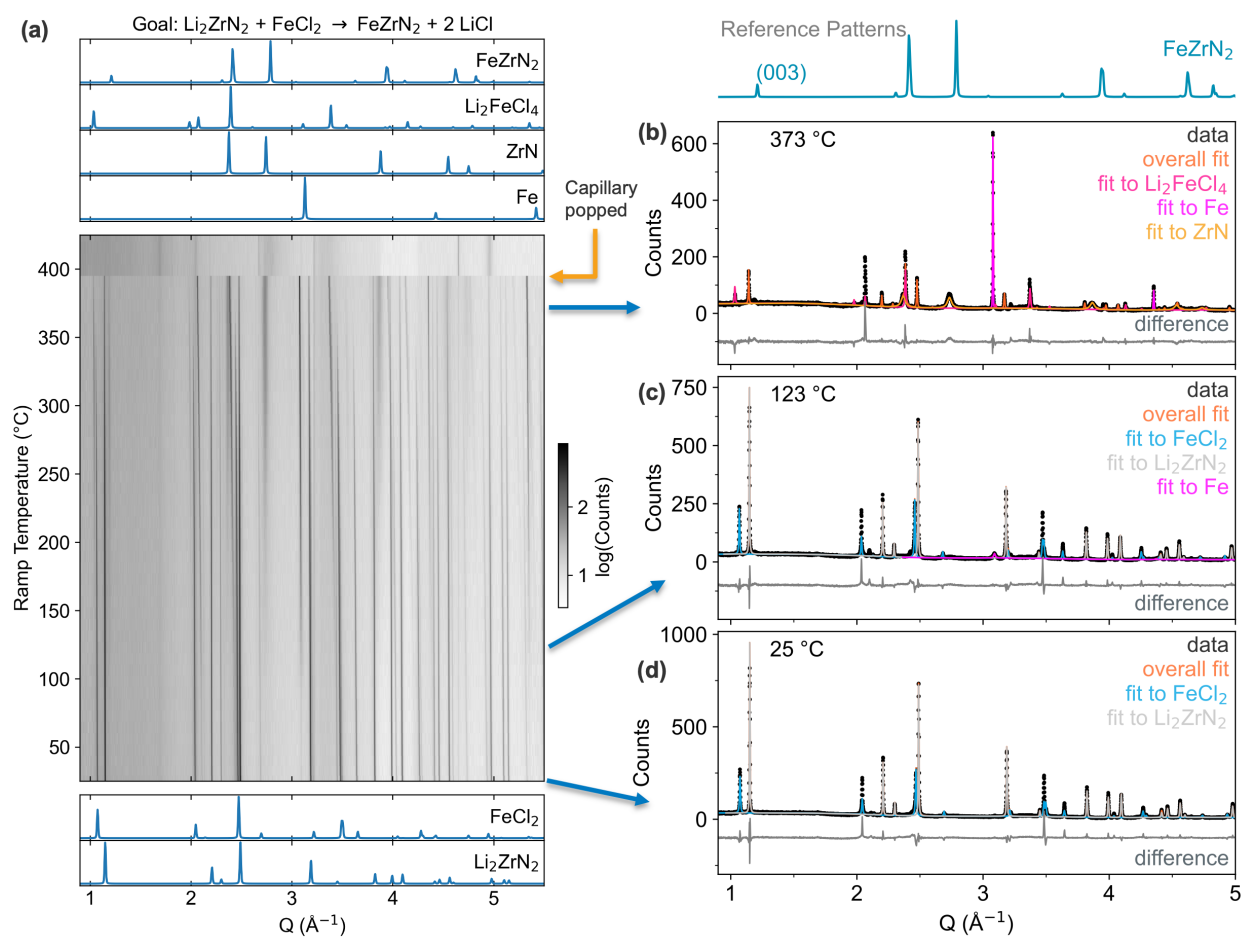 (a)
Goal: Li₂ZrN₂ + FeCl₂ → FeZrN₂ + 2 LiCl
FeZrN₂
Li₂FeCl₄
ZrN
Fe
Capillary
popped
400
350
300
250
200
150
100
50
Ramp Temperature (°C)
2
1
log(Counts)
FeCl₂
Li₂ZrN₂
1 2 3 4 5
Q (Å⁻¹)
Reference Patterns
FeZrN₂
(003)
(b)
373 °C
data
overall fit
fit to Li₂FeCl₄
fit to Fe
fit to ZrN
difference
600
400
200
0
Counts
(c)
123 °C
data
overall fit
fit to FeCl₂
fit to Li₂ZrN₂
fit to Fe
difference
750
500
250
0
Counts
(d)
25 °C
data
overall fit
fit to FeCl₂
fit to Li₂ZrN₂
difference
1000
500
0
Counts
1 2 3 4 5
Q (Å⁻¹)